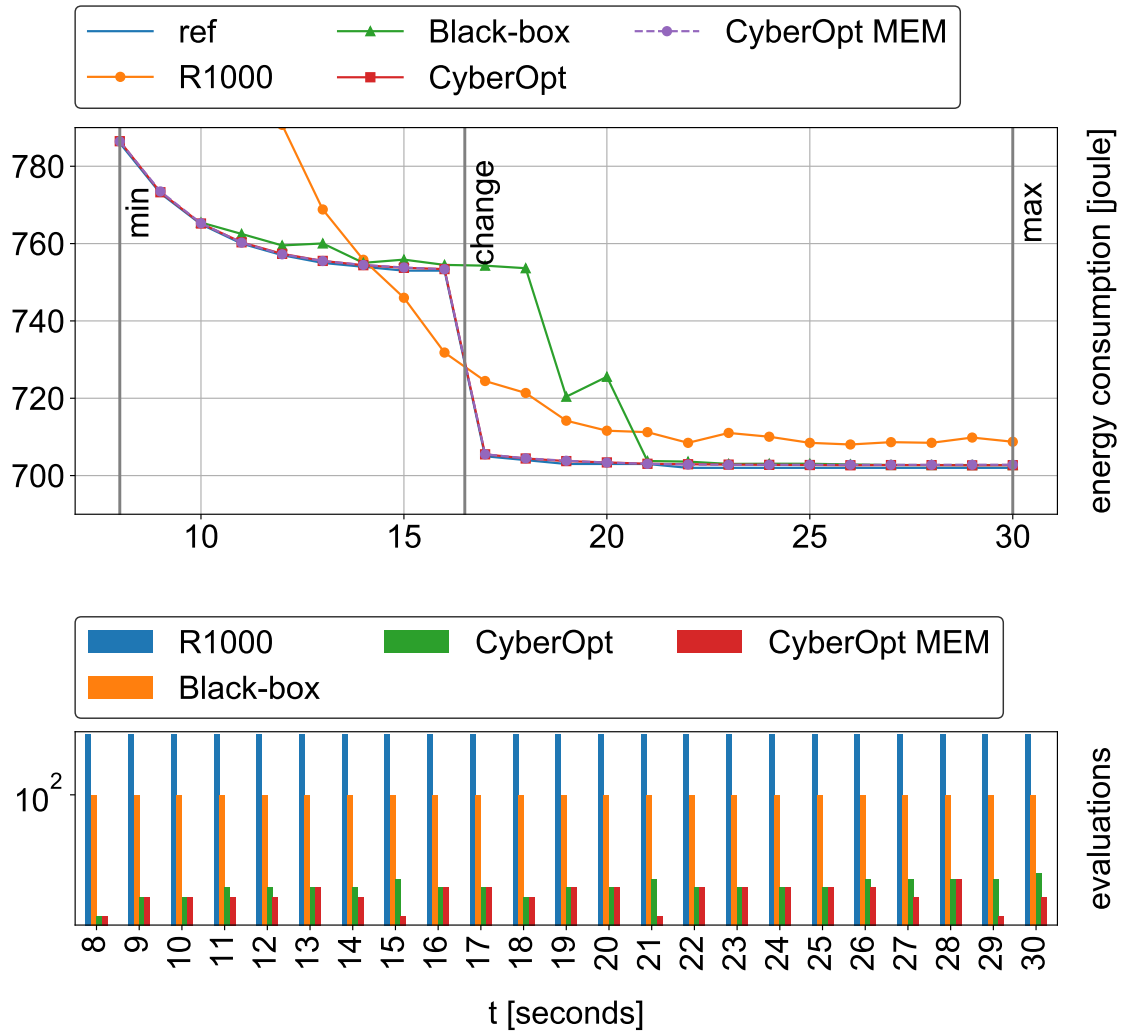 ref Black-box CyberOpt MEM
R1000 CyberOpt
780
760
740
720
700
min
change
max
energy consumption [joule]
10 15 20 25 30
R1000 CyberOpt CyberOpt MEM
Black-box
10^2
evaluations
8 9 10 11 12 13 14 15 16 17 18 19 20 21 22 23 24 25 26 27 28 29 30
t [seconds]